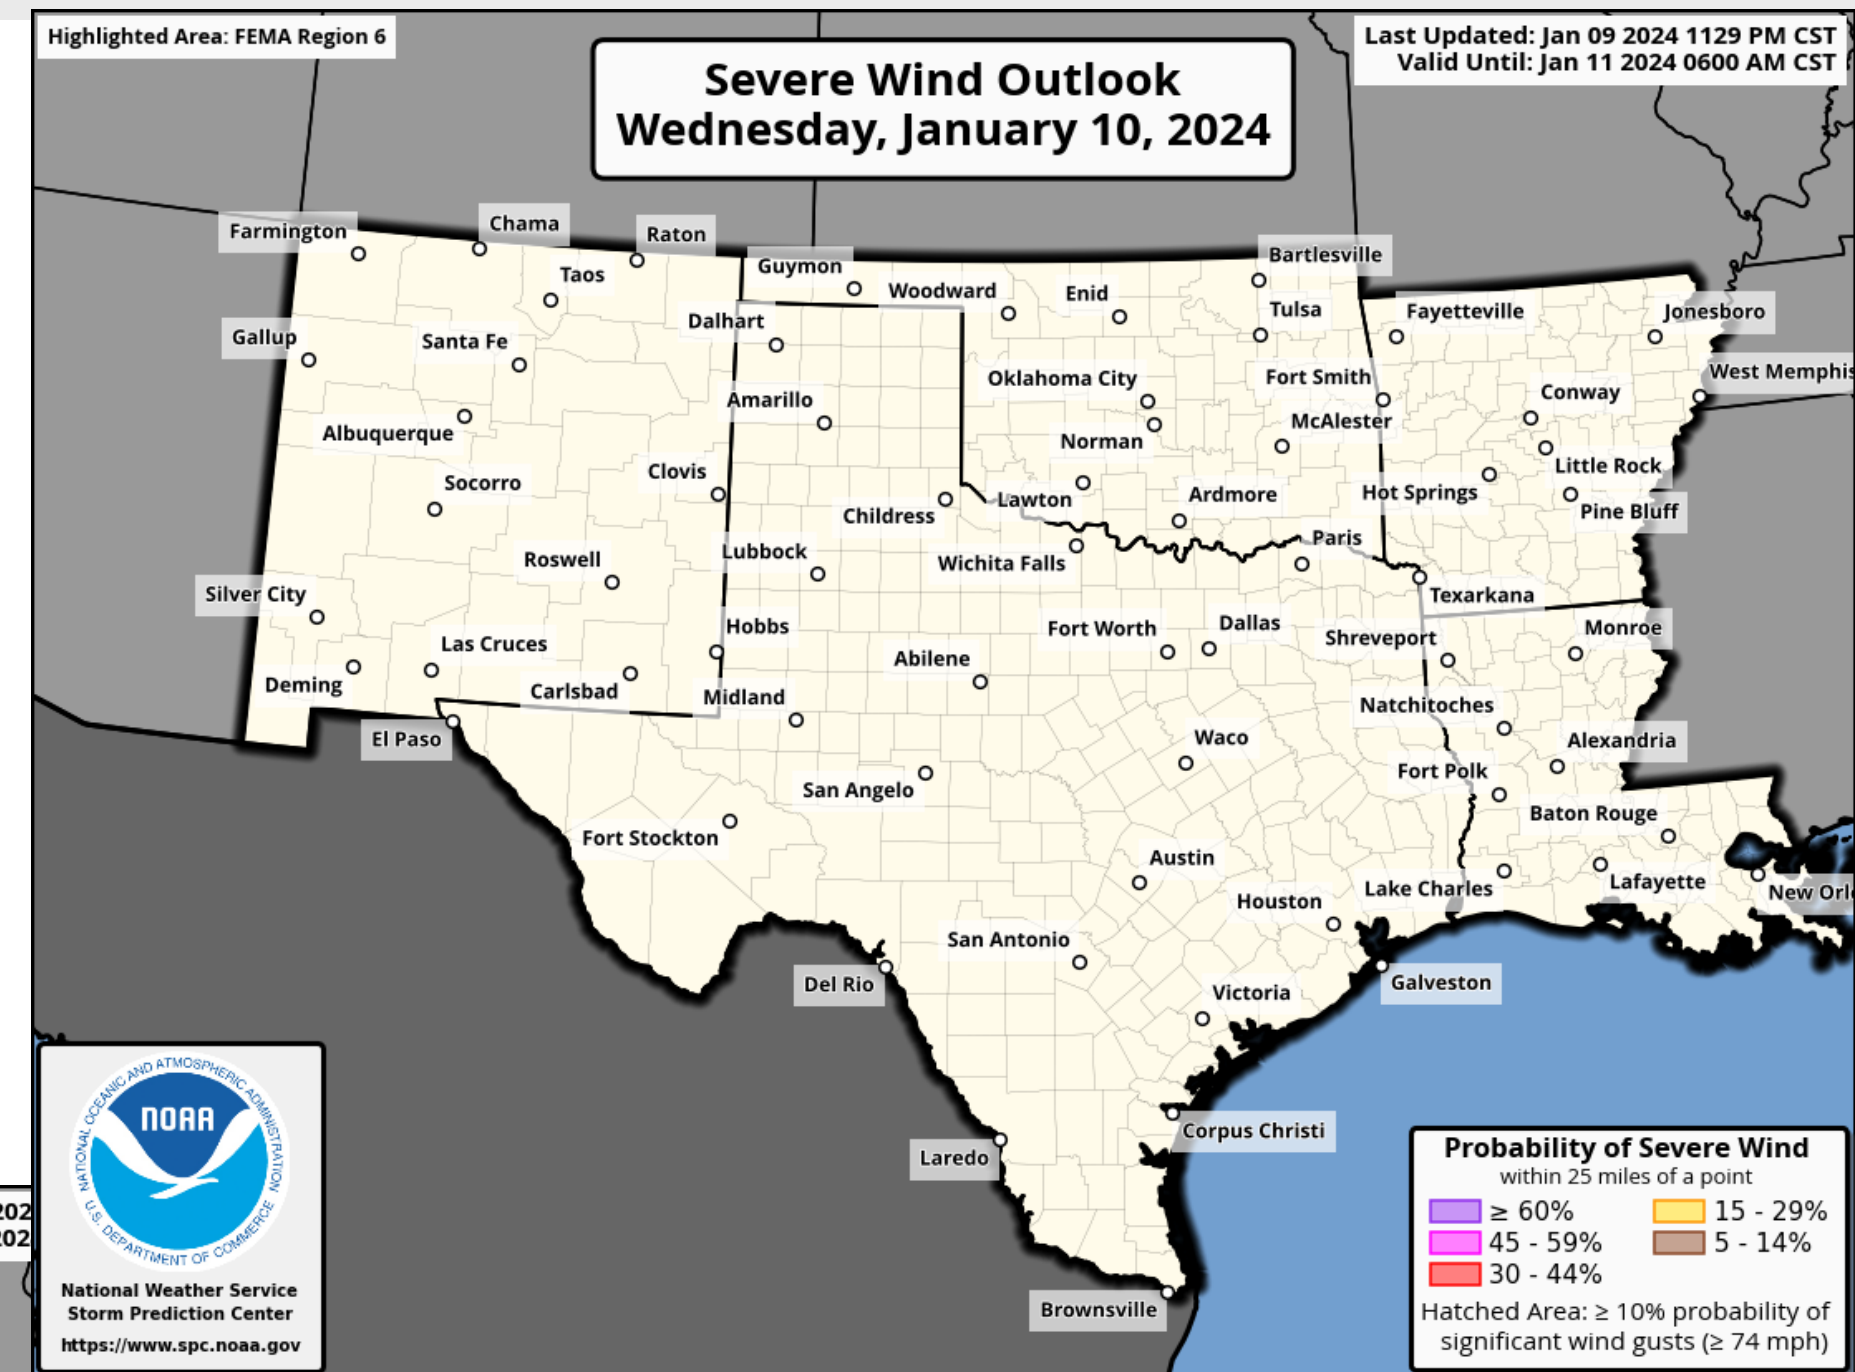 Highlighted Area: FEMA Region 6
Severe Wind Outlook
Wednesday, January 10, 2024
Last Updated: Jan 09 2024 1129 PM CST
Valid Until: Jan 11 2024 0600 AM CST
Farmington
Chama
Raton
Taos
Guymon
Woodward
Enid
Bartlesville
Tulsa
Fayetteville
Jonesboro
Gallup
Santa Fe
Dalhart
Oklahoma City
Fort Smith
West Memphis
Albuquerque
Amarillo
Norman
McAlester
Conway
Little Rock
Socorro
Clovis
Childress
Lawton
Ardmore
Hot Springs
Pine Bluff
Roswell
Lubbock
Wichita Falls
Paris
Texarkana
Silver City
Las Cruces
Hobbs
Abilene
Fort Worth
Dallas
Shreveport
Monroe
Deming
Carlsbad
Midland
Natchitoches
El Paso
Waco
Alexandria
San Angelo
Fort Polk
Fort Stockton
Baton Rouge
Austin
Houston
Lake Charles
Lafayette
New Orl
San Antonio
Del Rio
Victoria
Galveston
Corpus Christi
Laredo
Brownsville
202
202
NATIONAL OCEANIC AND ATMOSPHERIC ADMINISTRATION
NOAA
U.S. DEPARTMENT OF COMMERCE
National Weather Service
Storm Prediction Center
https://www.spc.noaa.gov
Probability of Severe Wind
within 25 miles of a point
≥ 60%
15 - 29%
45 - 59%
5 - 14%
30 - 44%
Hatched Area: ≥ 10% probability of
significant wind gusts (≥ 74 mph)